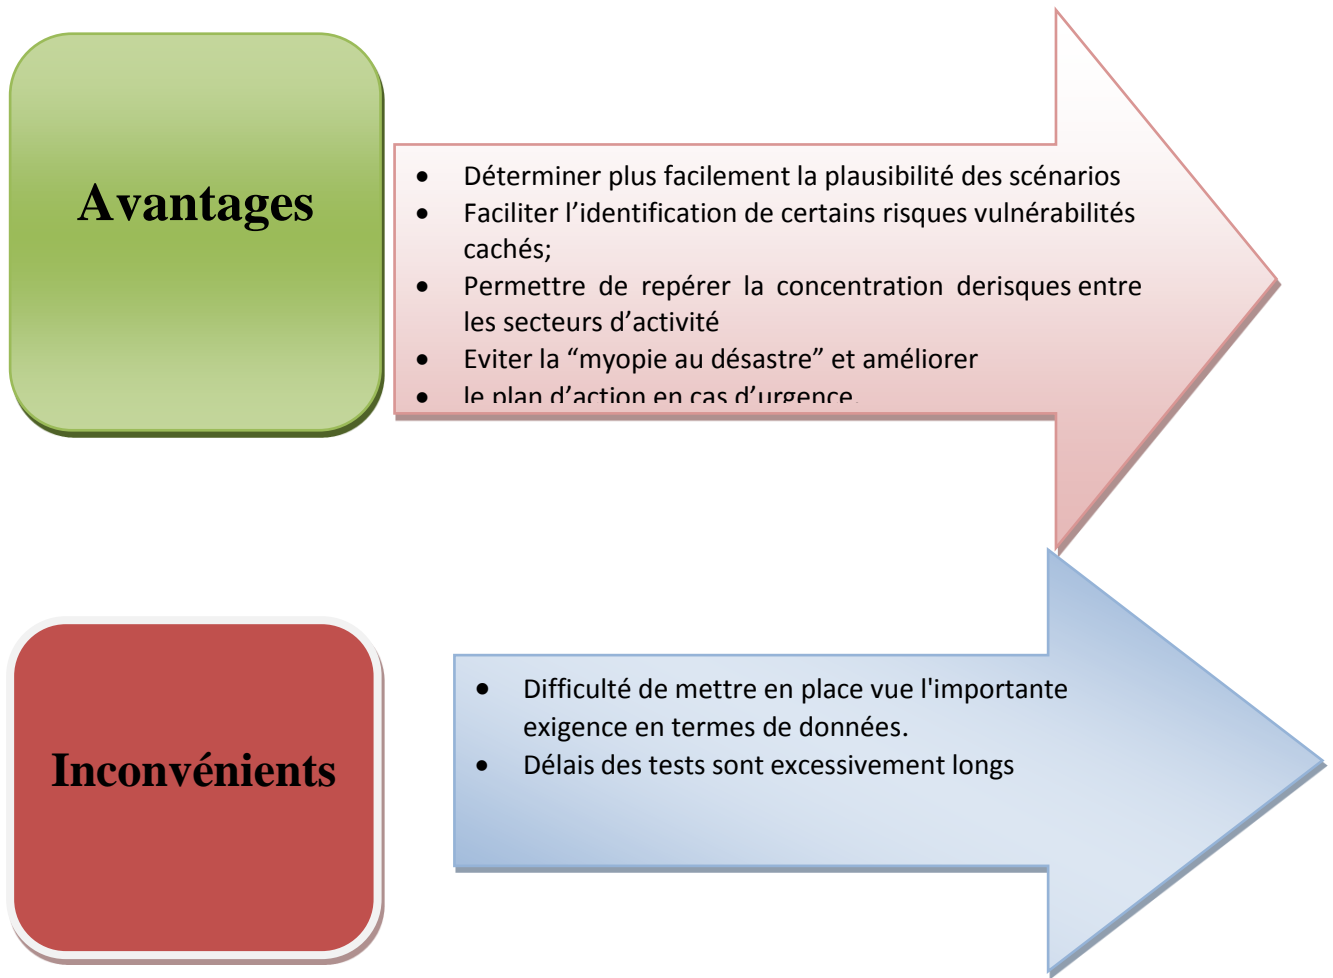 Avantages
• Déterminer plus facilement la plausibilité des scénarios
• Faciliter l’identification de certains risques vulnérabilités
cachés;
• Permettre de repérer la concentration derisques entre
les secteurs d’activité
• Eviter la “myopie au désastre” et améliorer
• le plan d’action en cas d’urgence.
Inconvénients
• Difficulté de mettre en place vue l'importante
exigence en termes de données.
• Délais des tests sont excessivement longs